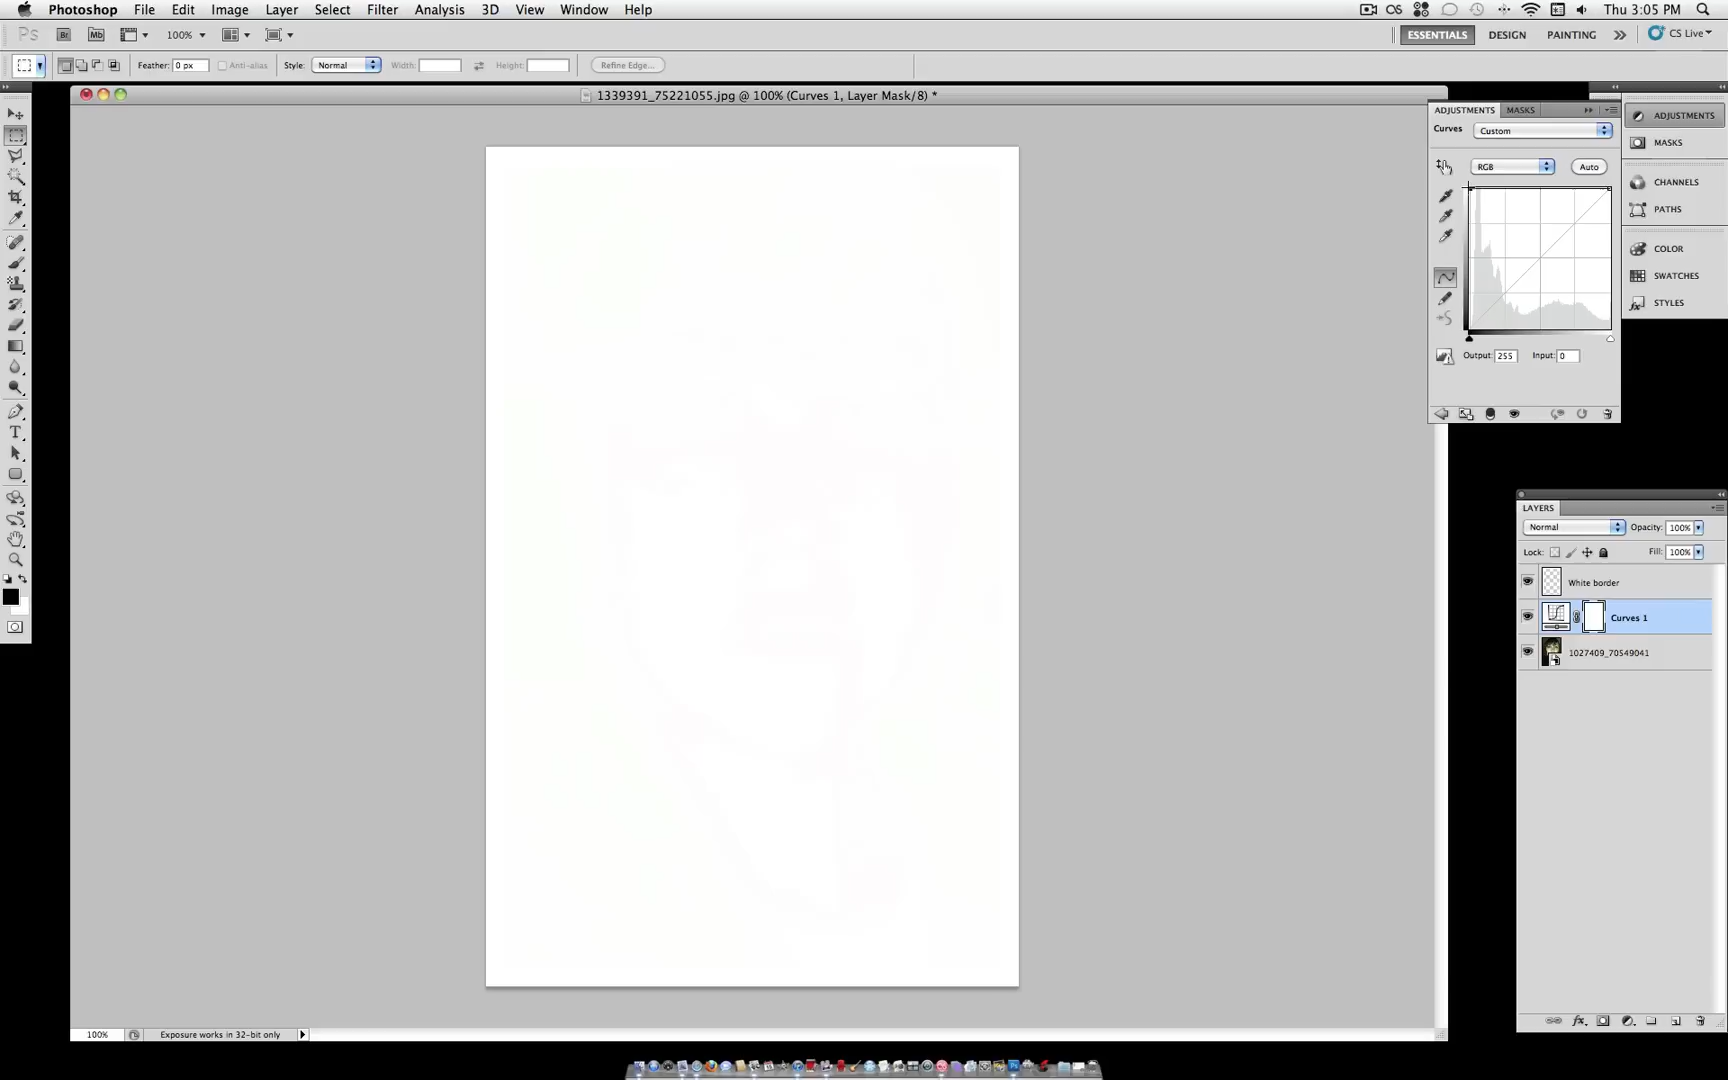 Photoshop File Edit Image Layer Select Filter Analysis 3D View Window Help Thu 3:05 PM
Ps Br Mb 100% ESSENTIALS DESIGN PAINTING CS Live
Feather: 0 px Anti-alias Style: Normal Width: Height: Refine Edge...
1339391_75221055.jpg @ 100% (Curves 1, Layer Mask/8) *
ADJUSTMENTS MASKS
Curves Custom
RGB Auto
Output: 255 Input: 0
ADJUSTMENTS
MASKS
CHANNELS
PATHS
COLOR
SWATCHES
STYLES
LAYERS
Normal Opacity: 100%
Lock: Fill: 100%
White border
Curves 1
1027409_70549041
100% Exposure works in 32-bit only